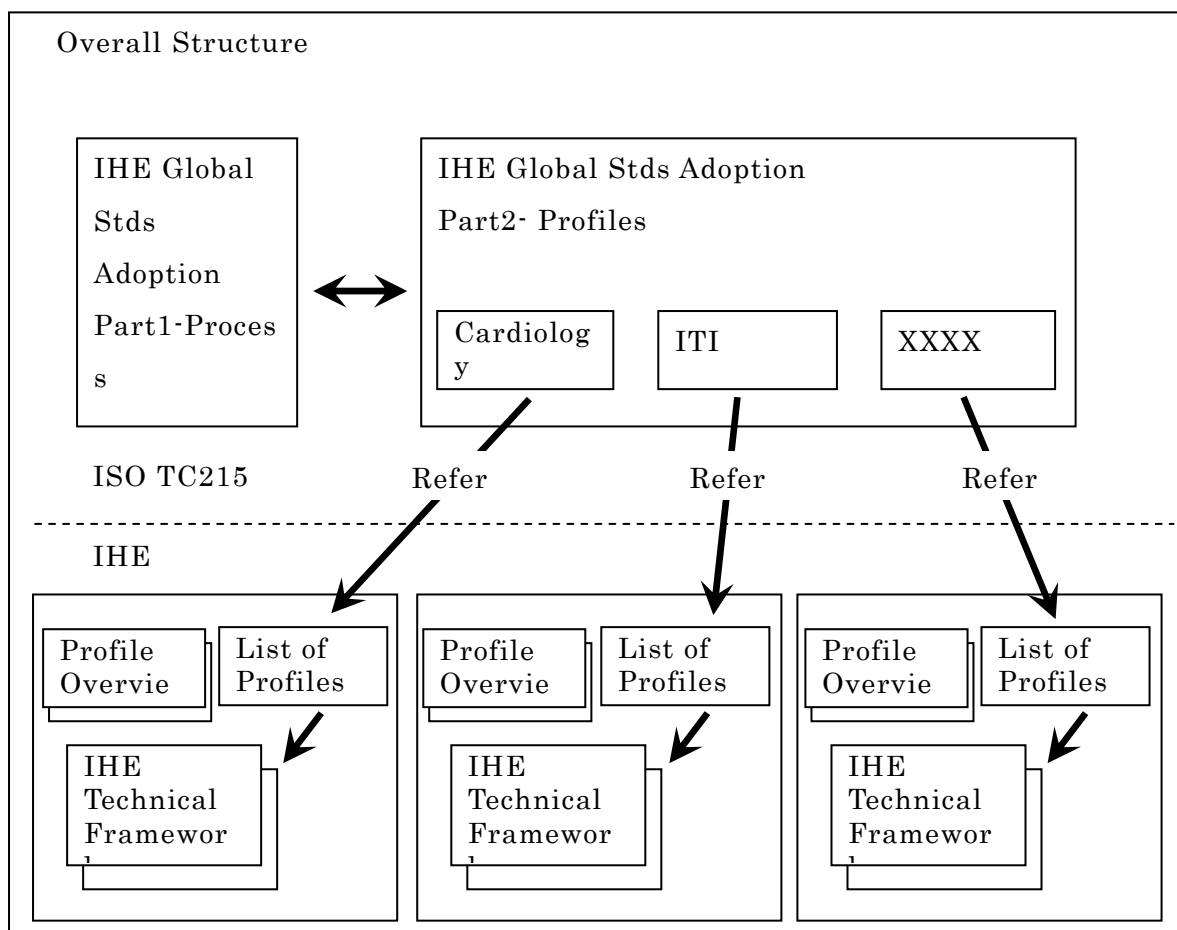 Overall Structure
IHE Global
Stds
Adoption
Part1-Proces
s
IHE Global Stds Adoption
Part2- Profiles
Cardiolog
y
ITI
XXXX
ISO TC215
Refer
Refer
Refer
IHE
Profile
Overvie
List of
Profiles
IHE
Technical
Framewor
Profile
Overvie
List of
Profiles
IHE
Technical
Framewor
Profile
Overvie
List of
Profiles
IHE
Technical
Framewor